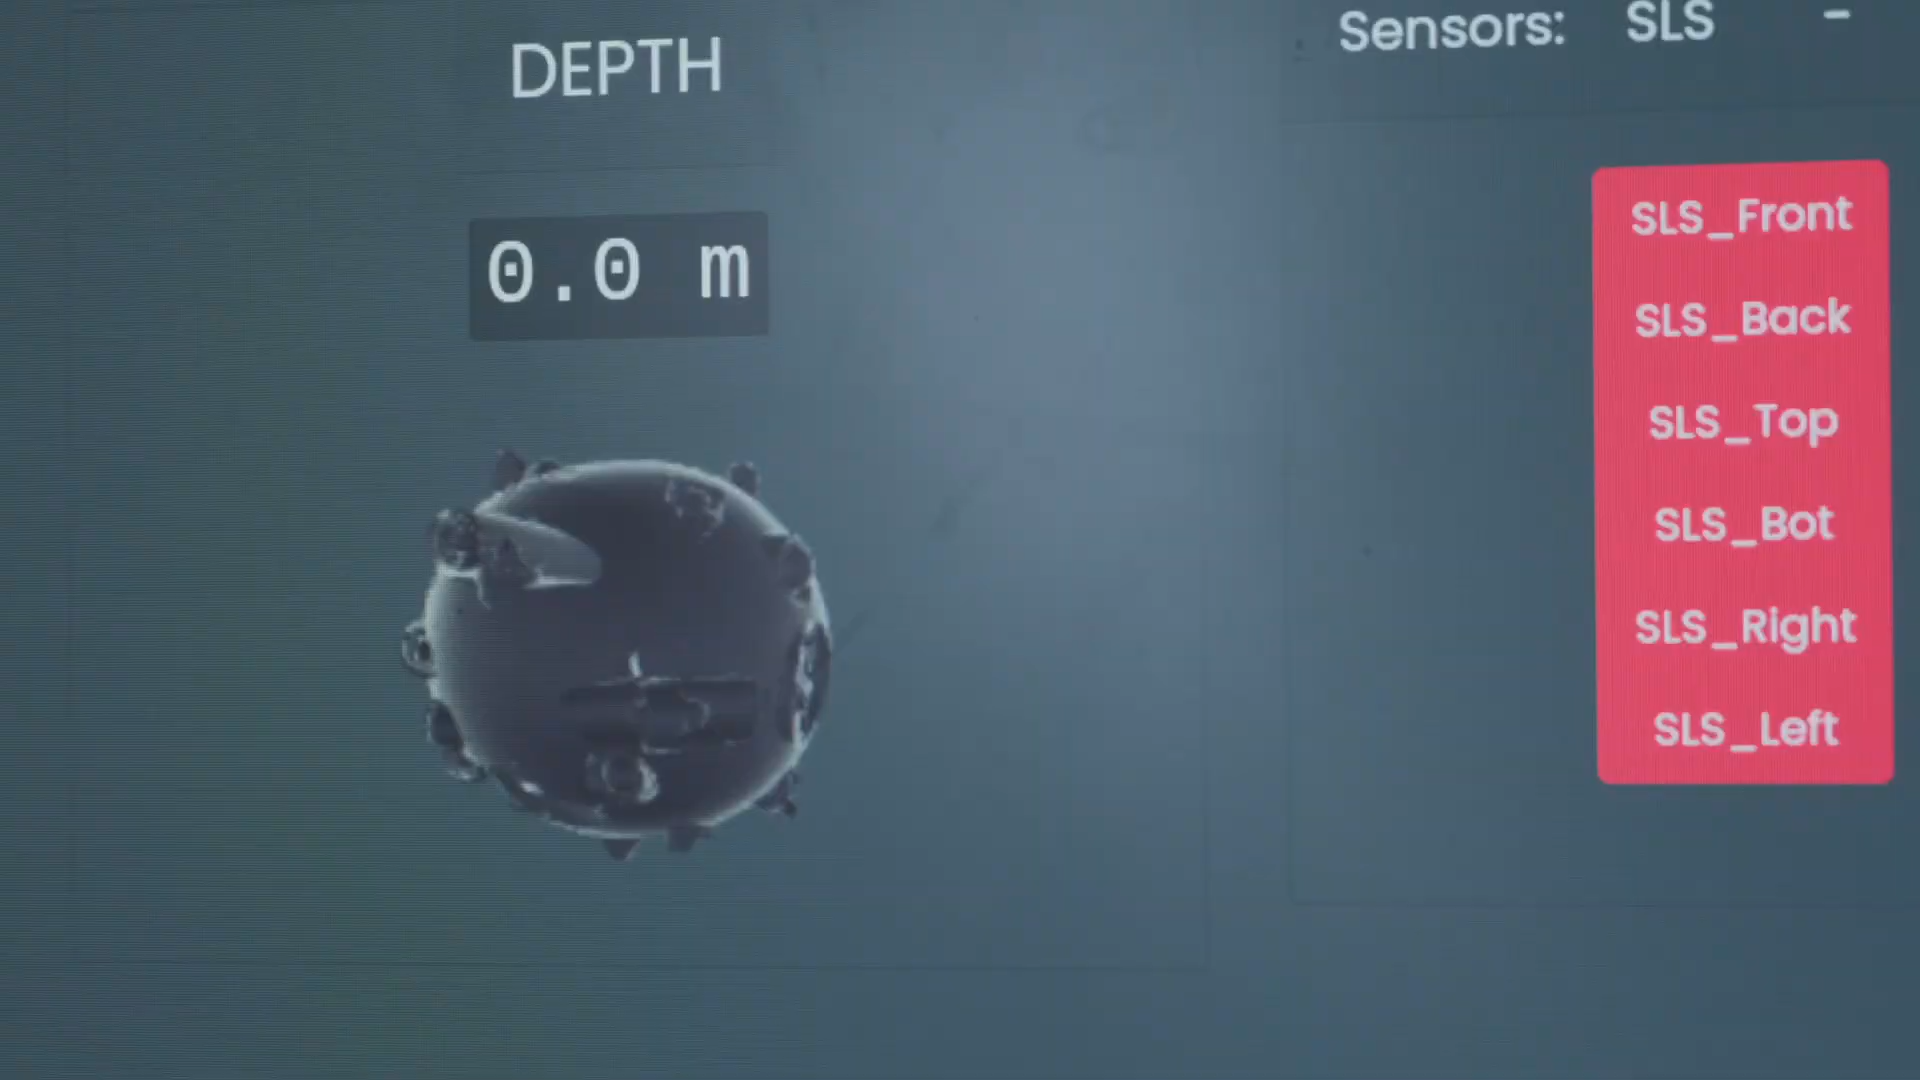 DEPTH
0.0 m
Sensors: SLS -
SLS_Front
SLS_Back
SLS_Top
SLS_Bot
SLS_Right
SLS_Left